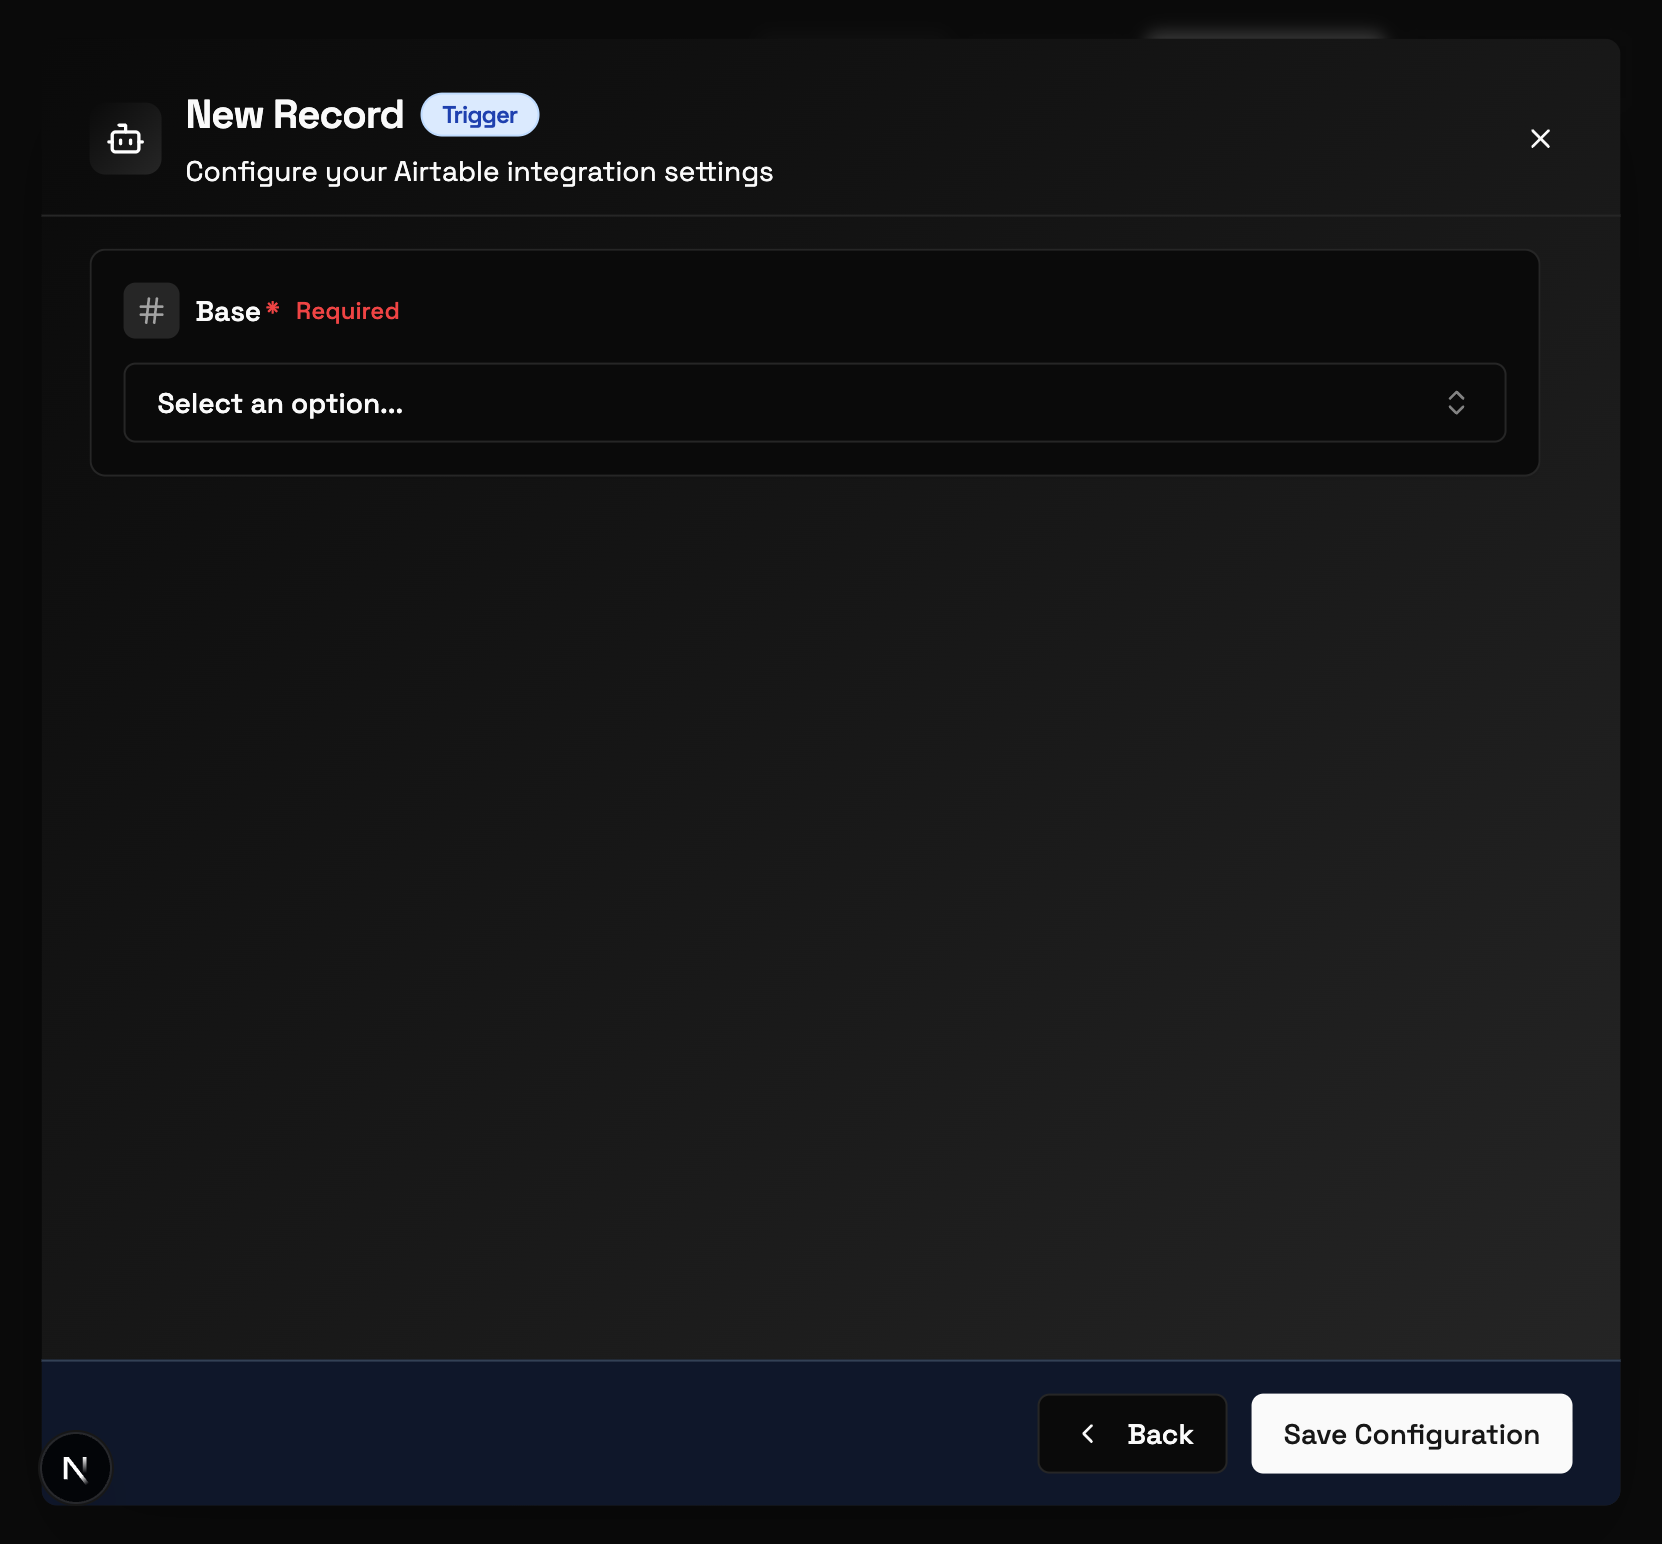 New Record Trigger
Configure your Airtable integration settings
Base* Required
Select an option...
Back Save Configuration
N